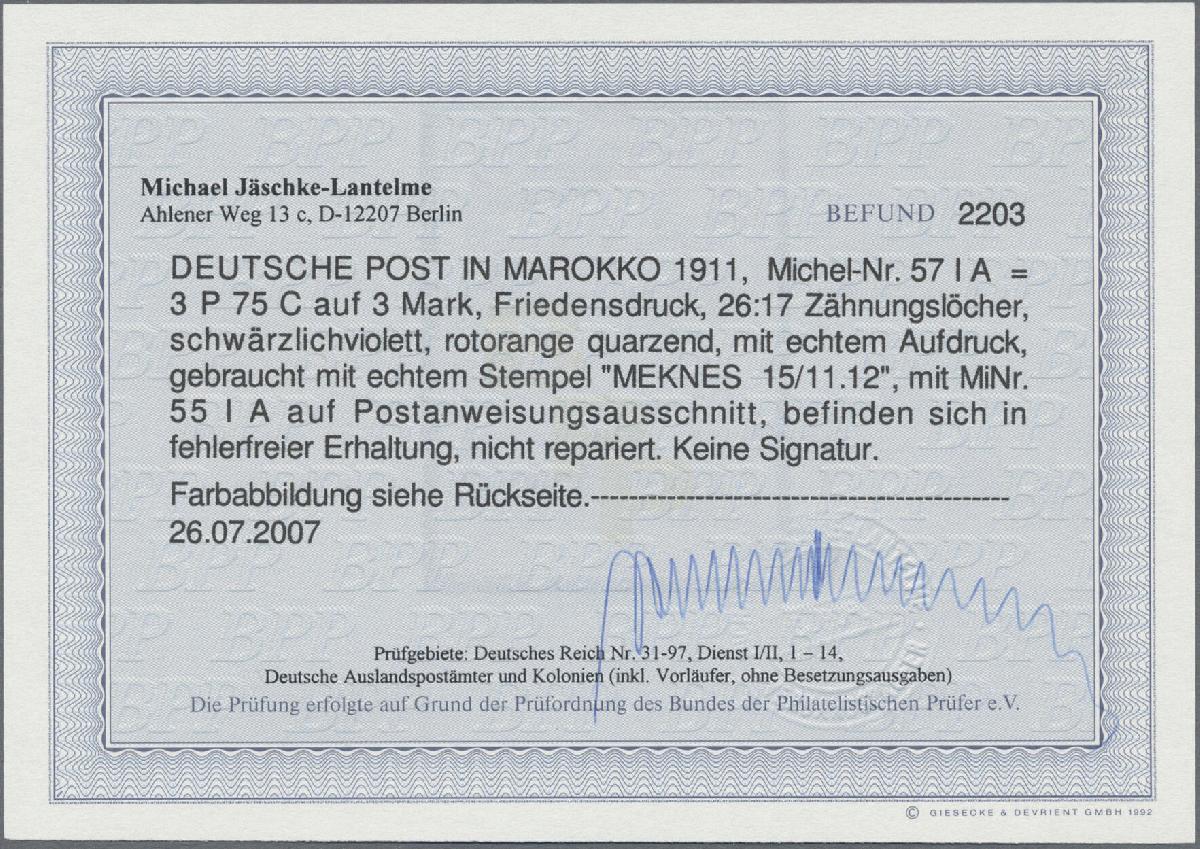 Michael Jäschke-Lantelme
Ahlener Weg 13 c, D-12207 Berlin
BEFUND 2203
DEUTSCHE POST IN MAROKKO 1911, Michel-Nr. 57 I A =
3 P 75 C auf 3 Mark, Friedensdruck, 26:17 Zähnungslöcher,
schwärzlichviolett, rotorange quarzend, mit echtem Aufdruck,
gebraucht mit echtem Stempel "MEKNES 15/11.12", mit MiNr.
55 I A auf Postanweisungsausschnitt, befinden sich in
fehlerfreier Erhaltung, nicht repariert. Keine Signatur.
Farbabbildung siehe Rückseite.--------------------------------------------
26.07.2007
Prüfgebiete: Deutsches Reich Nr. 31-97, Dienst I/II, 1 – 14,
Deutsche Auslandspostämter und Kolonien (inkl. Vorläufer, ohne Besetzungsausgaben)
Die Prüfung erfolgte auf Grund der Prüfordnung des Bundes der Philatelistischen Prüfer e.V.
© GIESECKE & DEVRIENT GMBH 1992